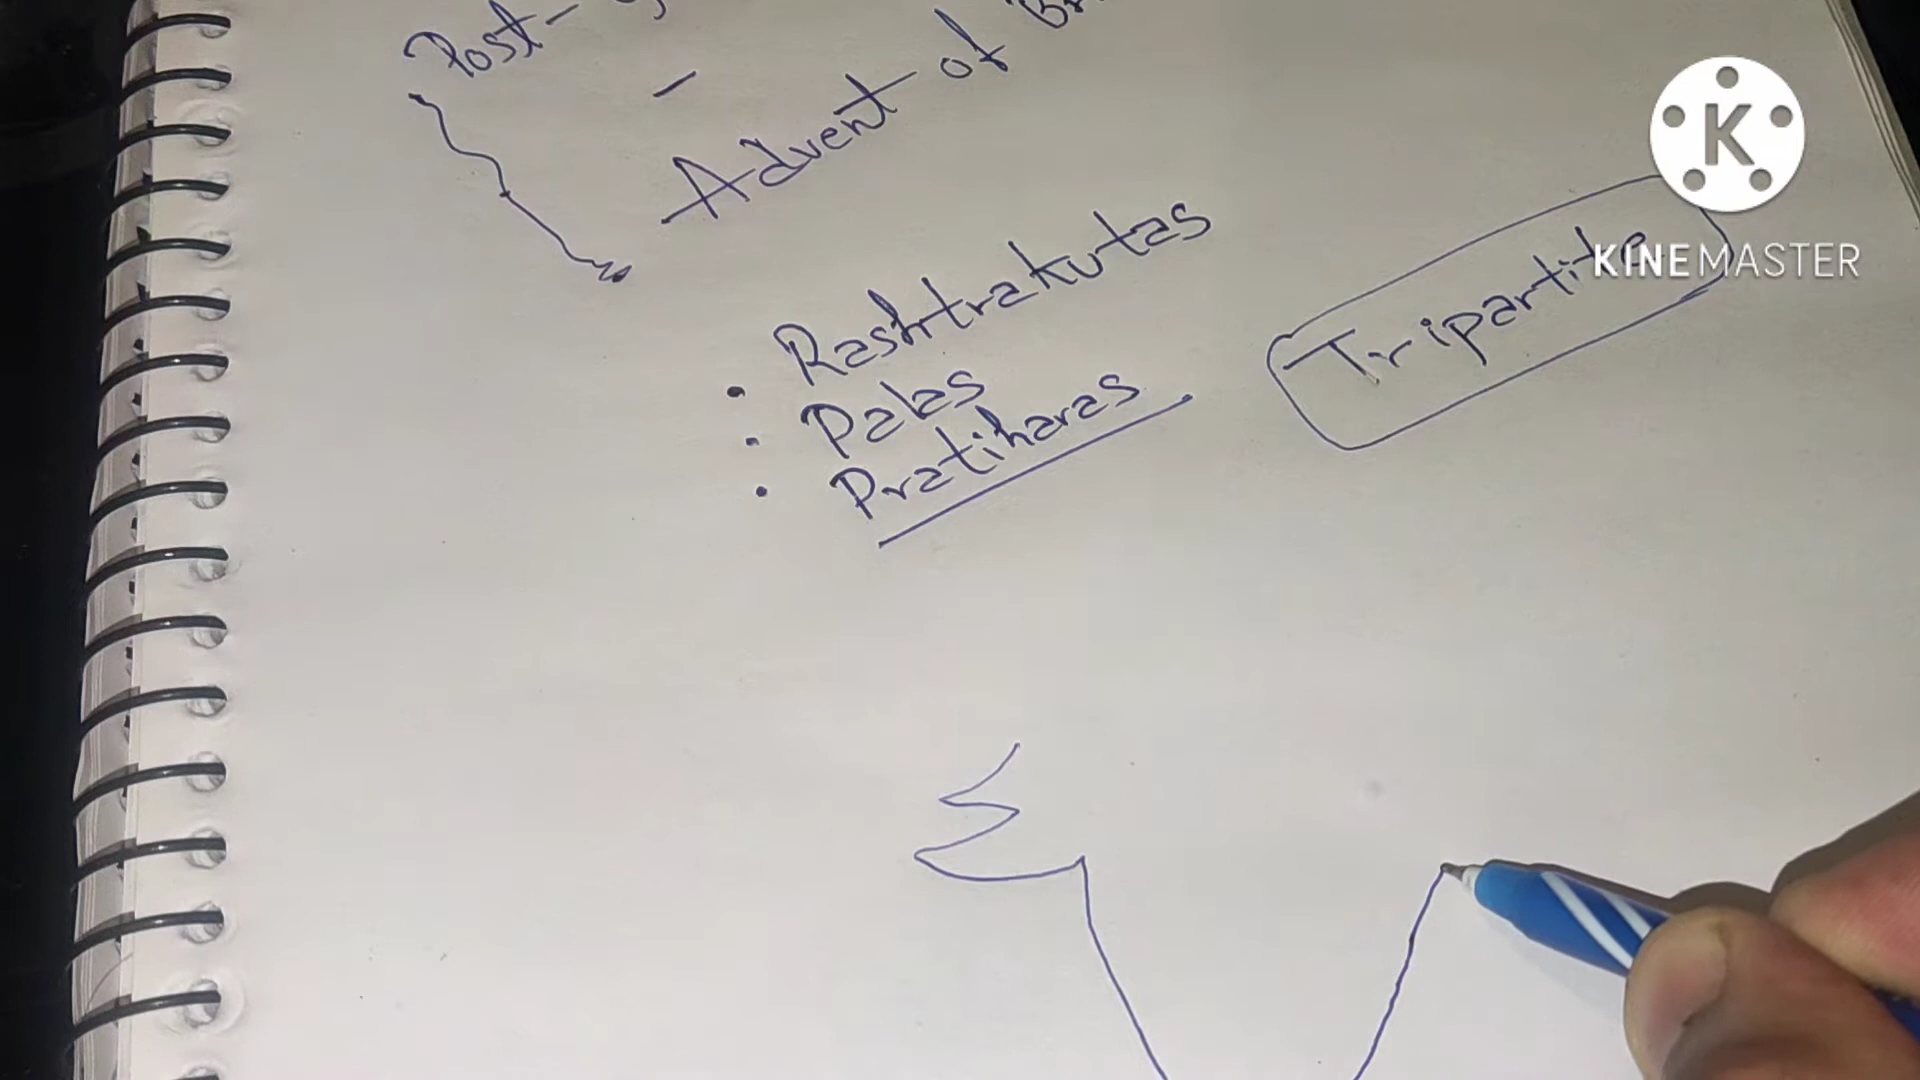 Post-
-
Advent of
• Rashtrakutas
• Palas
• Pratiharas
Tripartite
K
KINEMASTER